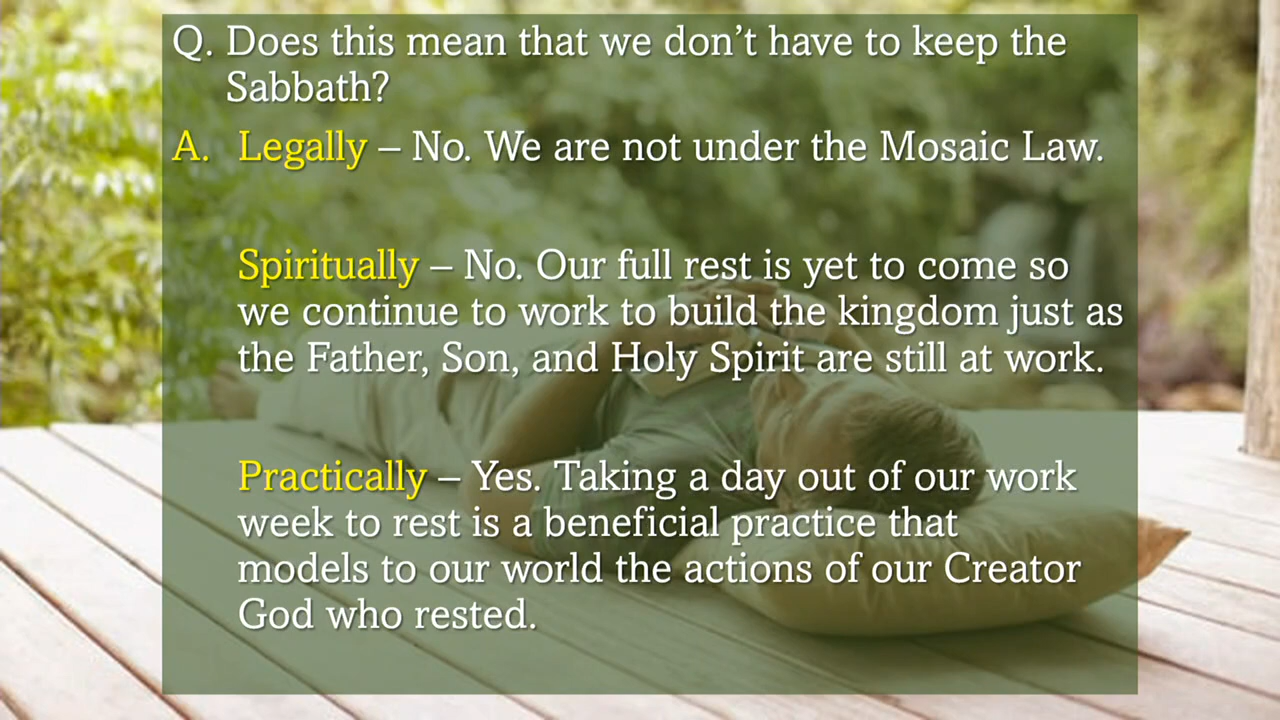 Q. Does this mean that we don’t have to keep the
Sabbath?
A. Legally – No. We are not under the Mosaic Law.
Spiritually – No. Our full rest is yet to come so
we continue to work to build the kingdom just as
the Father, Son, and Holy Spirit are still at work.
Practically – Yes. Taking a day out of our work
week to rest is a beneficial practice that
models to our world the actions of our Creator
God who rested.